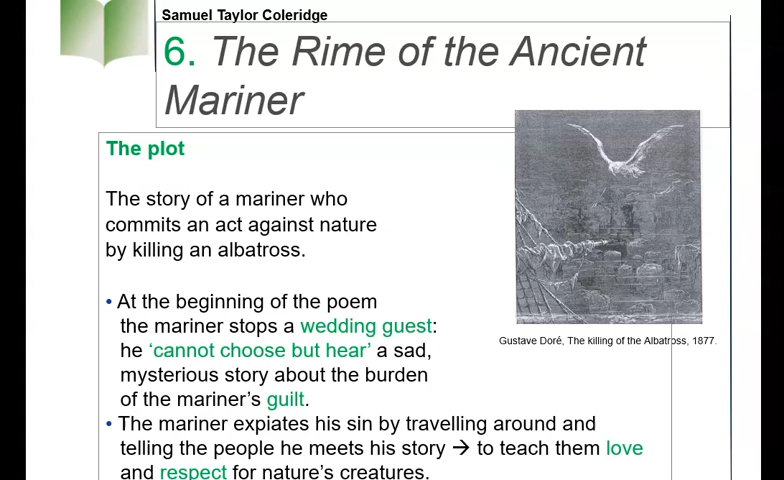 Samuel Taylor Coleridge
6. The Rime of the Ancient
Mariner
The plot
The story of a mariner who
commits an act against nature
by killing an albatross.
• At the beginning of the poem
the mariner stops a wedding guest:
he ‘cannot choose but hear’ a sad,
mysterious story about the burden
of the mariner’s guilt.
Gustave Doré, The killing of the Albatross, 1877.
• The mariner expiates his sin by travelling around and
telling the people he meets his story → to teach them love
and respect for nature’s creatures.